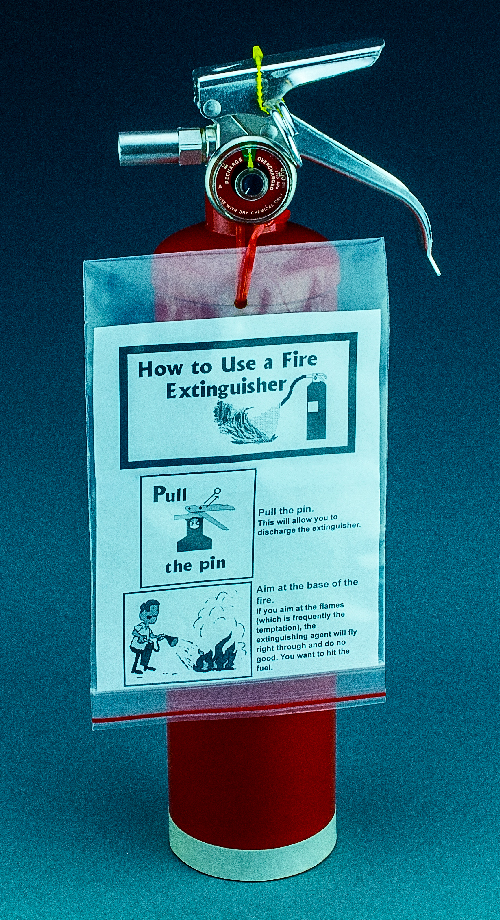 RECHARGE OVERCHARGED
How to Use a Fire
Extinguisher
Pull
the pin
Pull the pin.
This will allow you to
discharge the extinguisher.
Aim at the base of the
fire.
If you aim at the flames
(which is frequently the
temptation), the
extinguishing agent will fly
right through and do no
good. You want to hit the
fuel.